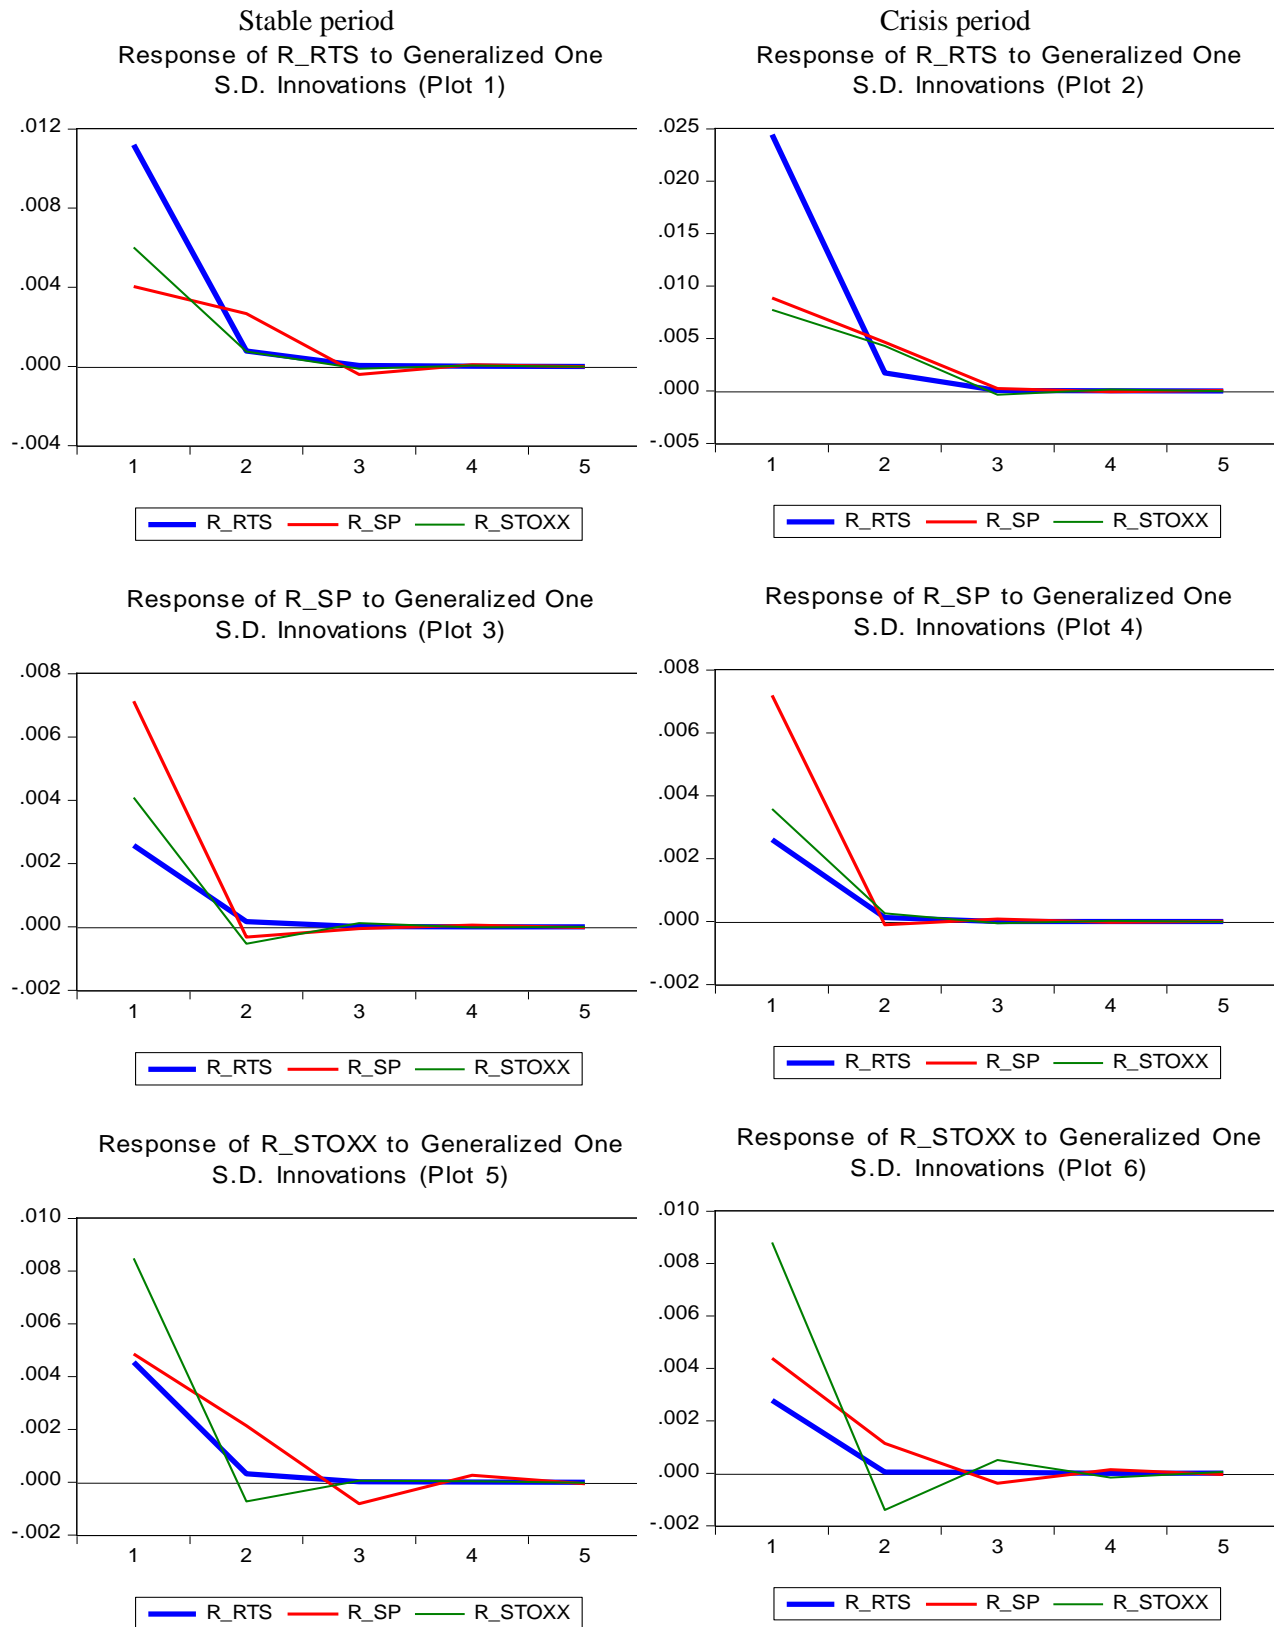 Stable period
Crisis period
Response of R_RTS to Generalized One
S.D. Innovations (Plot 1)
.012
.008
.004
.000
-.004
1 2 3 4 5
R_RTS R_SP R_STOXX
Response of R_RTS to Generalized One
S.D. Innovations (Plot 2)
.025
.020
.015
.010
.005
.000
-.005
1 2 3 4 5
R_RTS R_SP R_STOXX
Response of R_SP to Generalized One
S.D. Innovations (Plot 3)
.008
.006
.004
.002
.000
-.002
1 2 3 4 5
R_RTS R_SP R_STOXX
Response of R_SP to Generalized One
S.D. Innovations (Plot 4)
.008
.006
.004
.002
.000
-.002
1 2 3 4 5
R_RTS R_SP R_STOXX
Response of R_STOXX to Generalized One
S.D. Innovations (Plot 5)
.010
.008
.006
.004
.002
.000
-.002
1 2 3 4 5
R_RTS R_SP R_STOXX
Response of R_STOXX to Generalized One
S.D. Innovations (Plot 6)
.010
.008
.006
.004
.002
.000
-.002
1 2 3 4 5
R_RTS R_SP R_STOXX